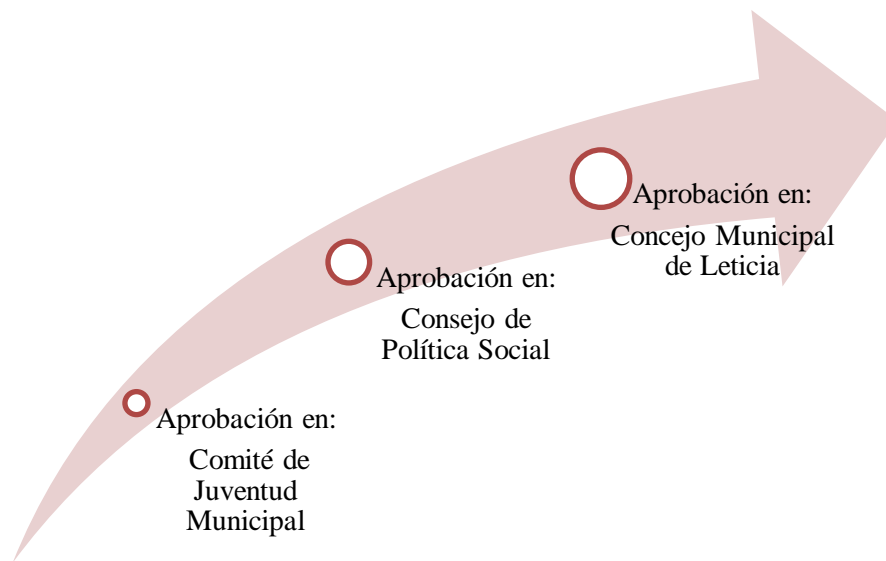 Aprobación en:
Concejo Municipal
de Leticia
Aprobación en:
Consejo de
Política Social
Aprobación en:
Comité de
Juventud
Municipal